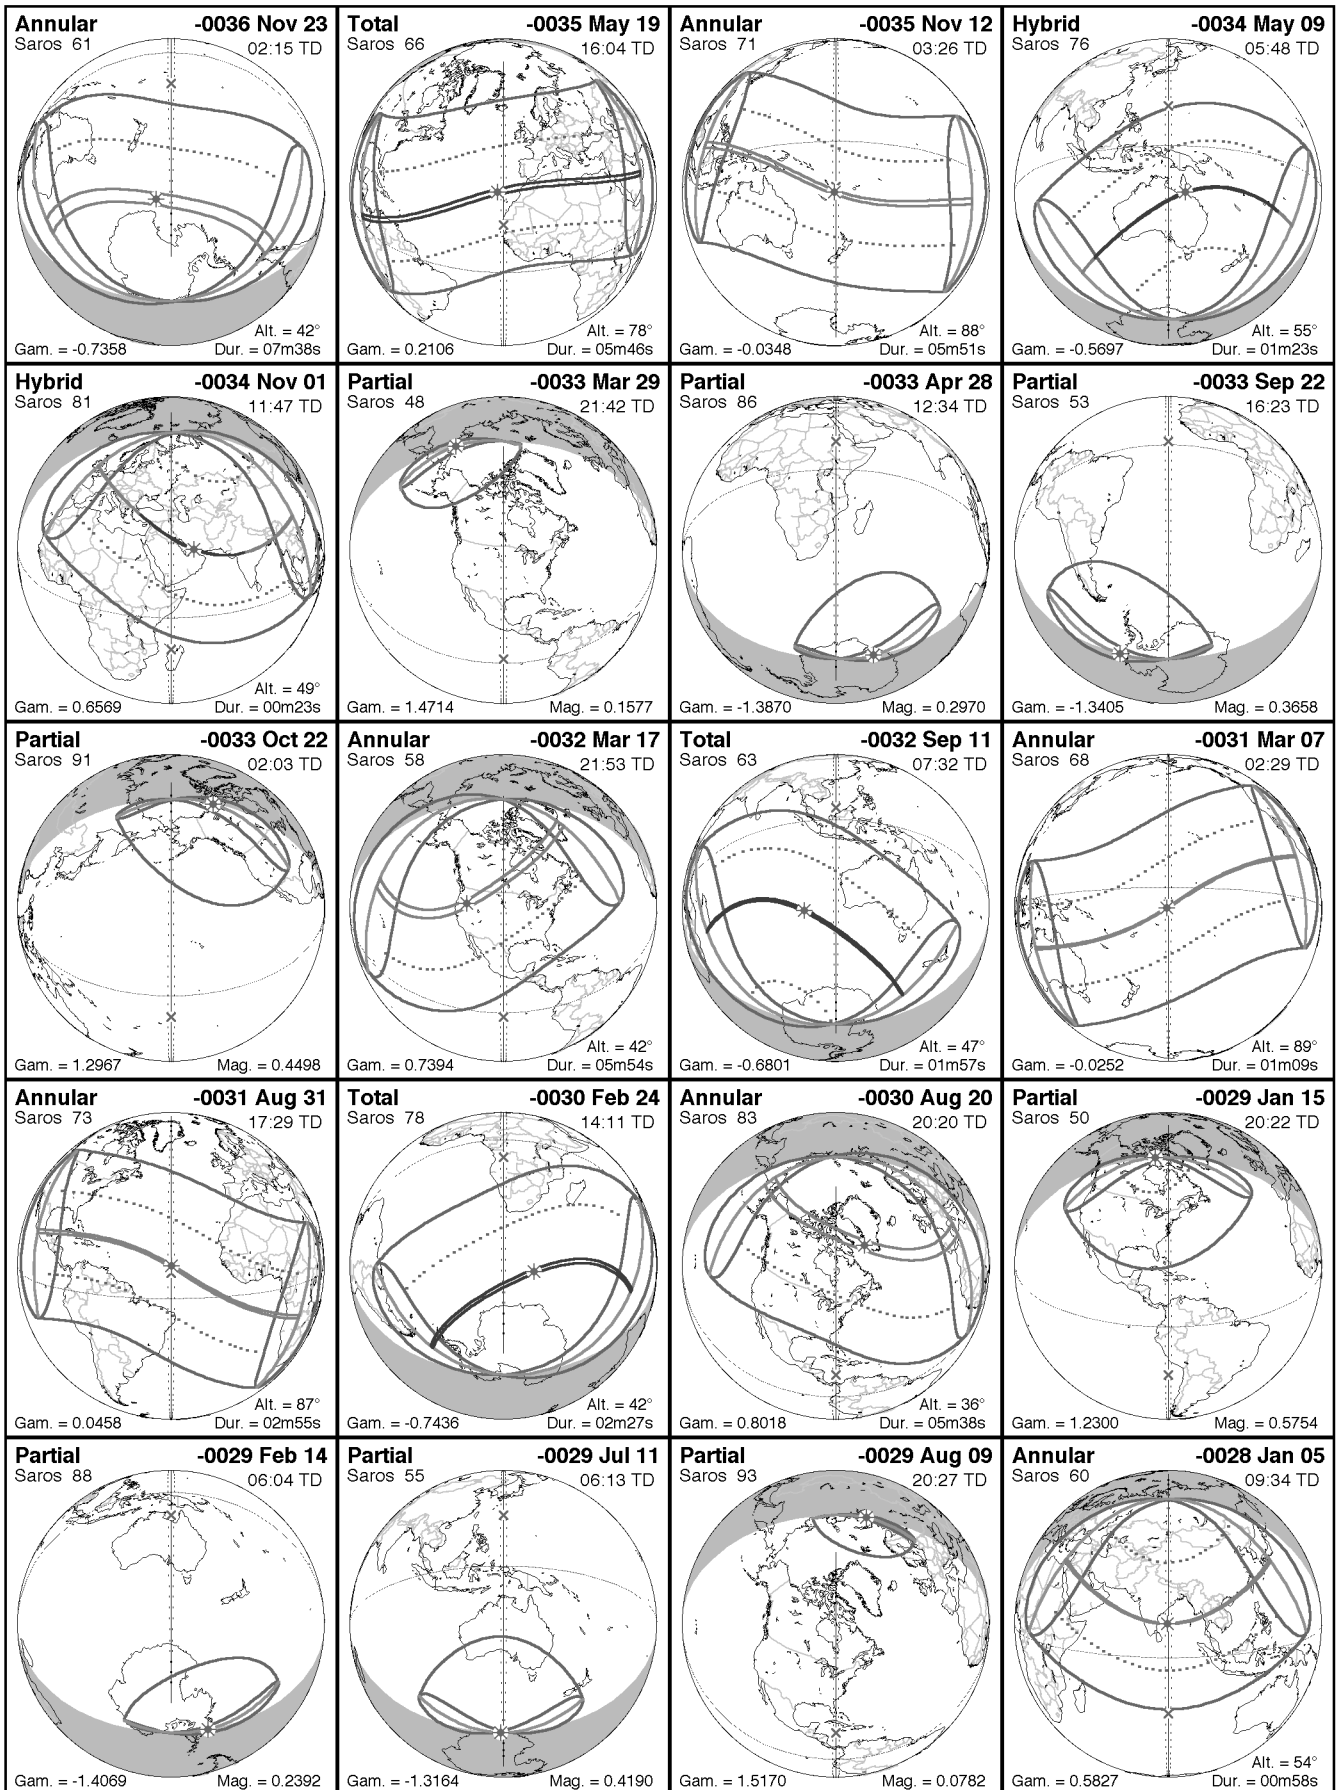 Annular -0036 Nov 23
Saros 61 02:15 TD
Alt. = 42°
Gam. = -0.7358 Dur. = 07m38s
Total -0035 May 19
Saros 66 16:04 TD
Alt. = 78°
Gam. = 0.2106 Dur. = 05m46s
Annular -0035 Nov 12
Saros 71 03:26 TD
Alt. = 88°
Gam. = -0.0348 Dur. = 05m51s
Hybrid -0034 May 09
Saros 76 05:48 TD
Alt. = 55°
Gam. = -0.5697 Dur. = 01m23s
Hybrid -0034 Nov 01
Saros 81 11:47 TD
Alt. = 49°
Gam. = 0.6569 Dur. = 00m23s
Partial -0033 Mar 29
Saros 48 21:42 TD
Gam. = 1.4714 Mag. = 0.1577
Partial -0033 Apr 28
Saros 86 12:34 TD
Gam. = -1.3870 Mag. = 0.2970
Partial -0033 Sep 22
Saros 53 16:23 TD
Gam. = -1.3405 Mag. = 0.3658
Partial -0033 Oct 22
Saros 91 02:03 TD
Gam. = 1.2967 Mag. = 0.4498
Annular -0032 Mar 17
Saros 58 21:53 TD
Alt. = 42°
Gam. = 0.7394 Dur. = 05m54s
Total -0032 Sep 11
Saros 63 07:32 TD
Alt. = 47°
Gam. = -0.6801 Dur. = 01m57s
Annular -0031 Mar 07
Saros 68 02:29 TD
Alt. = 89°
Gam. = -0.0252 Dur. = 01m09s
Annular -0031 Aug 31
Saros 73 17:29 TD
Alt. = 87°
Gam. = 0.0458 Dur. = 02m55s
Total -0030 Feb 24
Saros 78 14:11 TD
Alt. = 42°
Gam. = -0.7436 Dur. = 02m27s
Annular -0030 Aug 20
Saros 83 20:20 TD
Alt. = 36°
Gam. = 0.8018 Dur. = 05m38s
Partial -0029 Jan 15
Saros 50 20:22 TD
Gam. = 1.2300 Mag. = 0.5754
Partial -0029 Feb 14
Saros 88 06:04 TD
Gam. = -1.4069 Mag. = 0.2392
Partial -0029 Jul 11
Saros 55 06:13 TD
Gam. = -1.3164 Mag. = 0.4190
Partial -0029 Aug 09
Saros 93 20:27 TD
Gam. = 1.5170 Mag. = 0.0782
Annular -0028 Jan 05
Saros 60 09:34 TD
Alt. = 54°
Gam. = 0.5827 Dur. = 00m58s